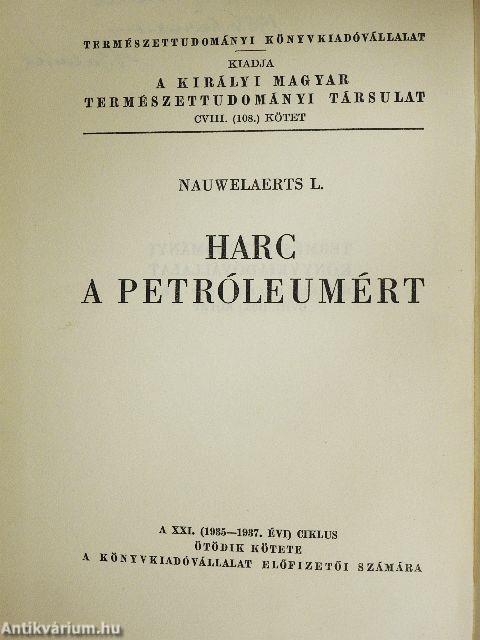 TERMÉSZETTUDOMÁNYI KÖNYVKIADÓVÁLLALAT
KIADJA
A KIRÁLYI MAGYAR
TERMÉSZETTUDOMÁNYI TÁRSULAT
CVIII. (108.) KÖTET
NAUWELAERTS L.
HARC
A PETRÓLEUMÉRT
A XXI. (1935—1937. ÉVI) CIKLUS
ÖTÖDIK KÖTETE
A KÖNYVKIADÓVÁLLALAT ELŐFIZETŐI SZÁMÁRA
Antikvárium.hu